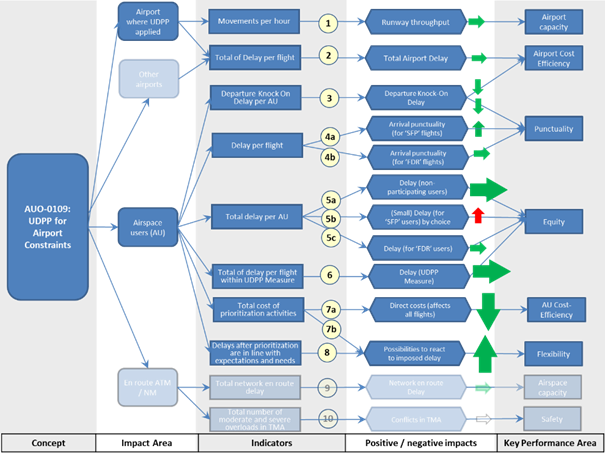 Airport
where UDPP
applied
Movements per hour
1
Runway throughput
Airport
capacity
Other
airports
Total of Delay per flight
2
Total Airport Delay
Airport Cost
Efficiency
Departure Knock On
Delay per AU
3
Departure Knock-On
Delay
Delay per flight
4a
Arrival punctuality
(for 'SFP' flights)
Punctuality
4b
Arrival punctuality
(for 'FDR' flights)
AUO-0109:
UDPP for
Airport
Constraints
Airspace
users (AU)
Total delay per AU
5a
Delay (non-
participating users)
5b
(Small) Delay (for
'SFP' users) by choice
Equity
5c
Delay (for 'FDR' users)
Total of delay per flight
within UDPP Measure
6
Delay (UDPP
Measure)
Total cost of
prioritization activities
7a
Direct costs (affects
all flights)
AU Cost-
Efficiency
7b
Delays after prioritization
are in line with
expectations and needs
8
Possibilities to react
to imposed delay
Flexibility
En route ATM
/ NM
Total network en route
delay
9
Network en route
Delay
Airspace
capacity
Total number of
moderate and severe
overloads in TMA
10
Conflicts in TMA
Safety
Concept
Impact Area
Indicators
Positive / negative impacts
Key Performance Area